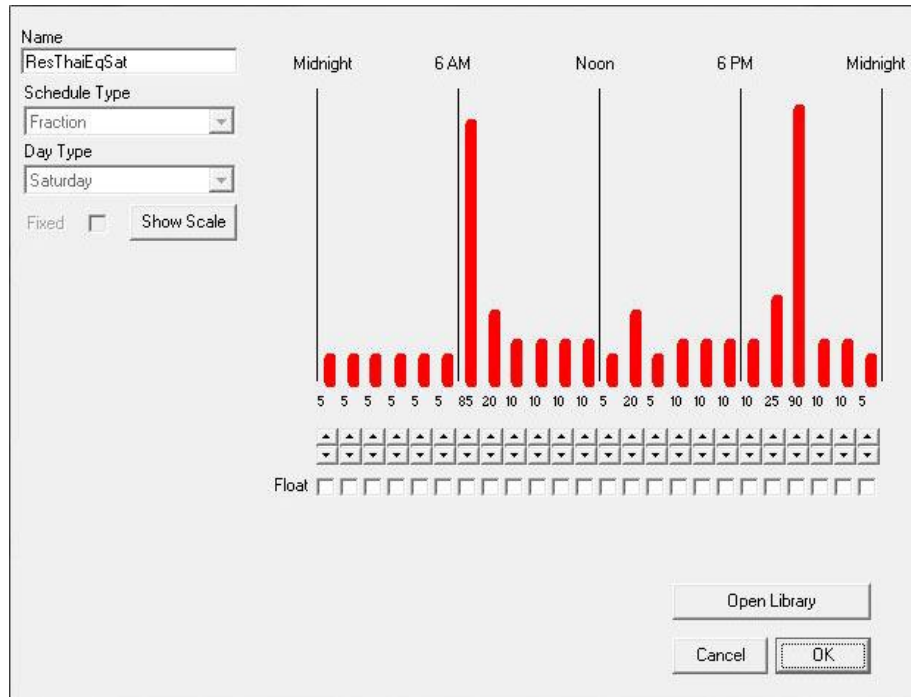 Name
ResThaiEqSat
Schedule Type
Fraction
Day Type
Saturday
Fixed
Show Scale
Midnight 6 AM Noon 6 PM Midnight
5 5 5 5 5 5 85 20 10 10 10 10 5 20 5 10 10 10 10 25 90 10 10 5
Float
Open Library
Cancel
OK